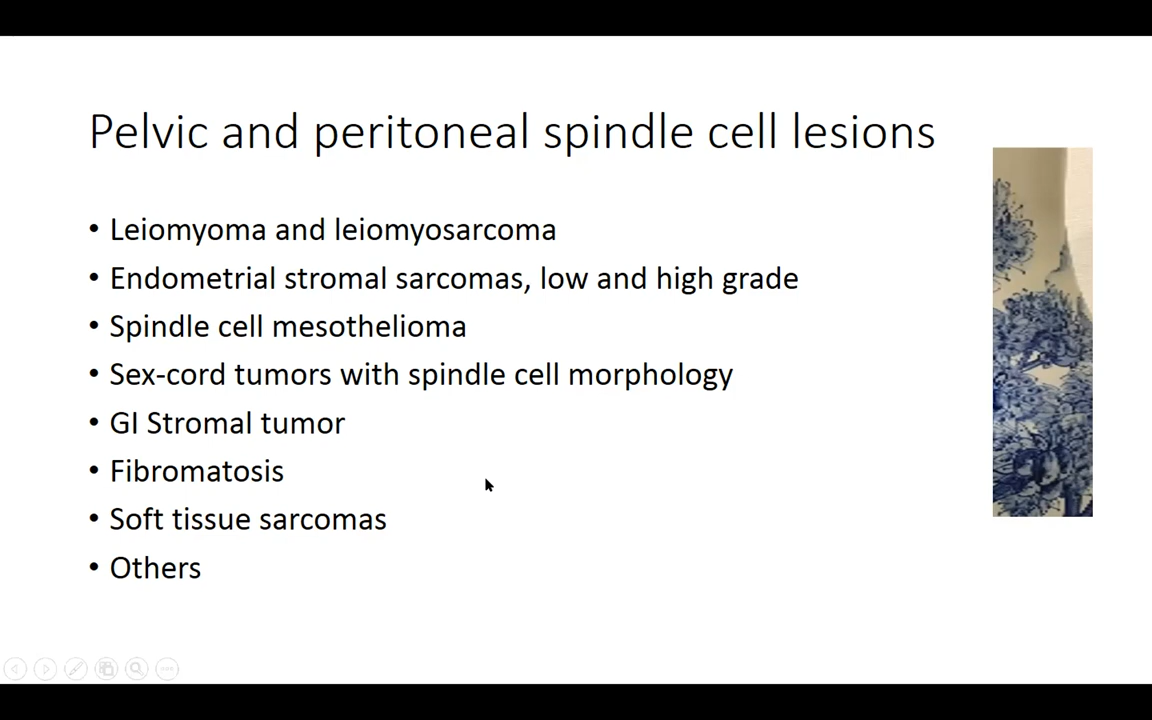 Pelvic and peritoneal spindle cell lesions
• Leiomyoma and leiomyosarcoma
• Endometrial stromal sarcomas, low and high grade
• Spindle cell mesothelioma
• Sex-cord tumors with spindle cell morphology
• GI Stromal tumor
• Fibromatosis
• Soft tissue sarcomas
• Others